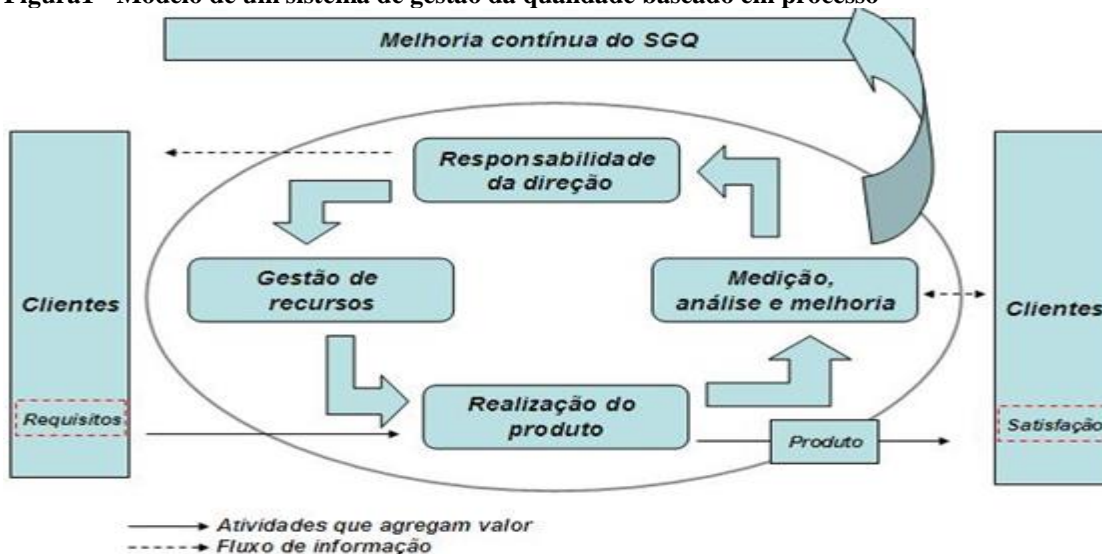 Figura1 - Modelo de um sistema de gestão da qualidade baseado em processo
Melhoria contínua do SGQ
Responsabilidade
da direção
Gestão de
recursos
Medição,
análise e melhoria
Clientes
Clientes
Realização do
produto
Requisitos
Produto
Satisfação
Atividades que agregam valor
Fluxo de informação